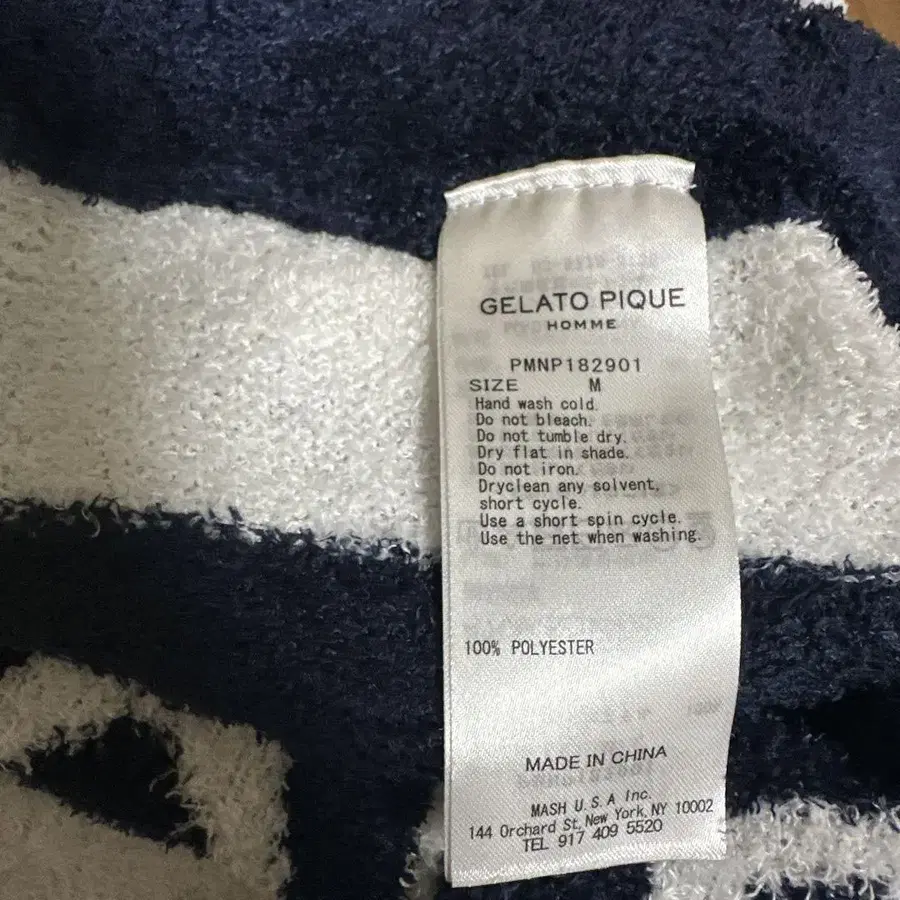 GELATO PIQUE
HOMME
PMNP182901
SIZE M
Hand wash cold.
Do not bleach.
Do not tumble dry.
Dry flat in shade.
Do not iron.
Dryclean any solvent,
short cycle.
Use a short spin cycle.
Use the net when washing.
100% POLYESTER
MADE IN CHINA
MASH U.S.A Inc.
144 Orchard St, New York, NY 10002
TEL 917 409 5520